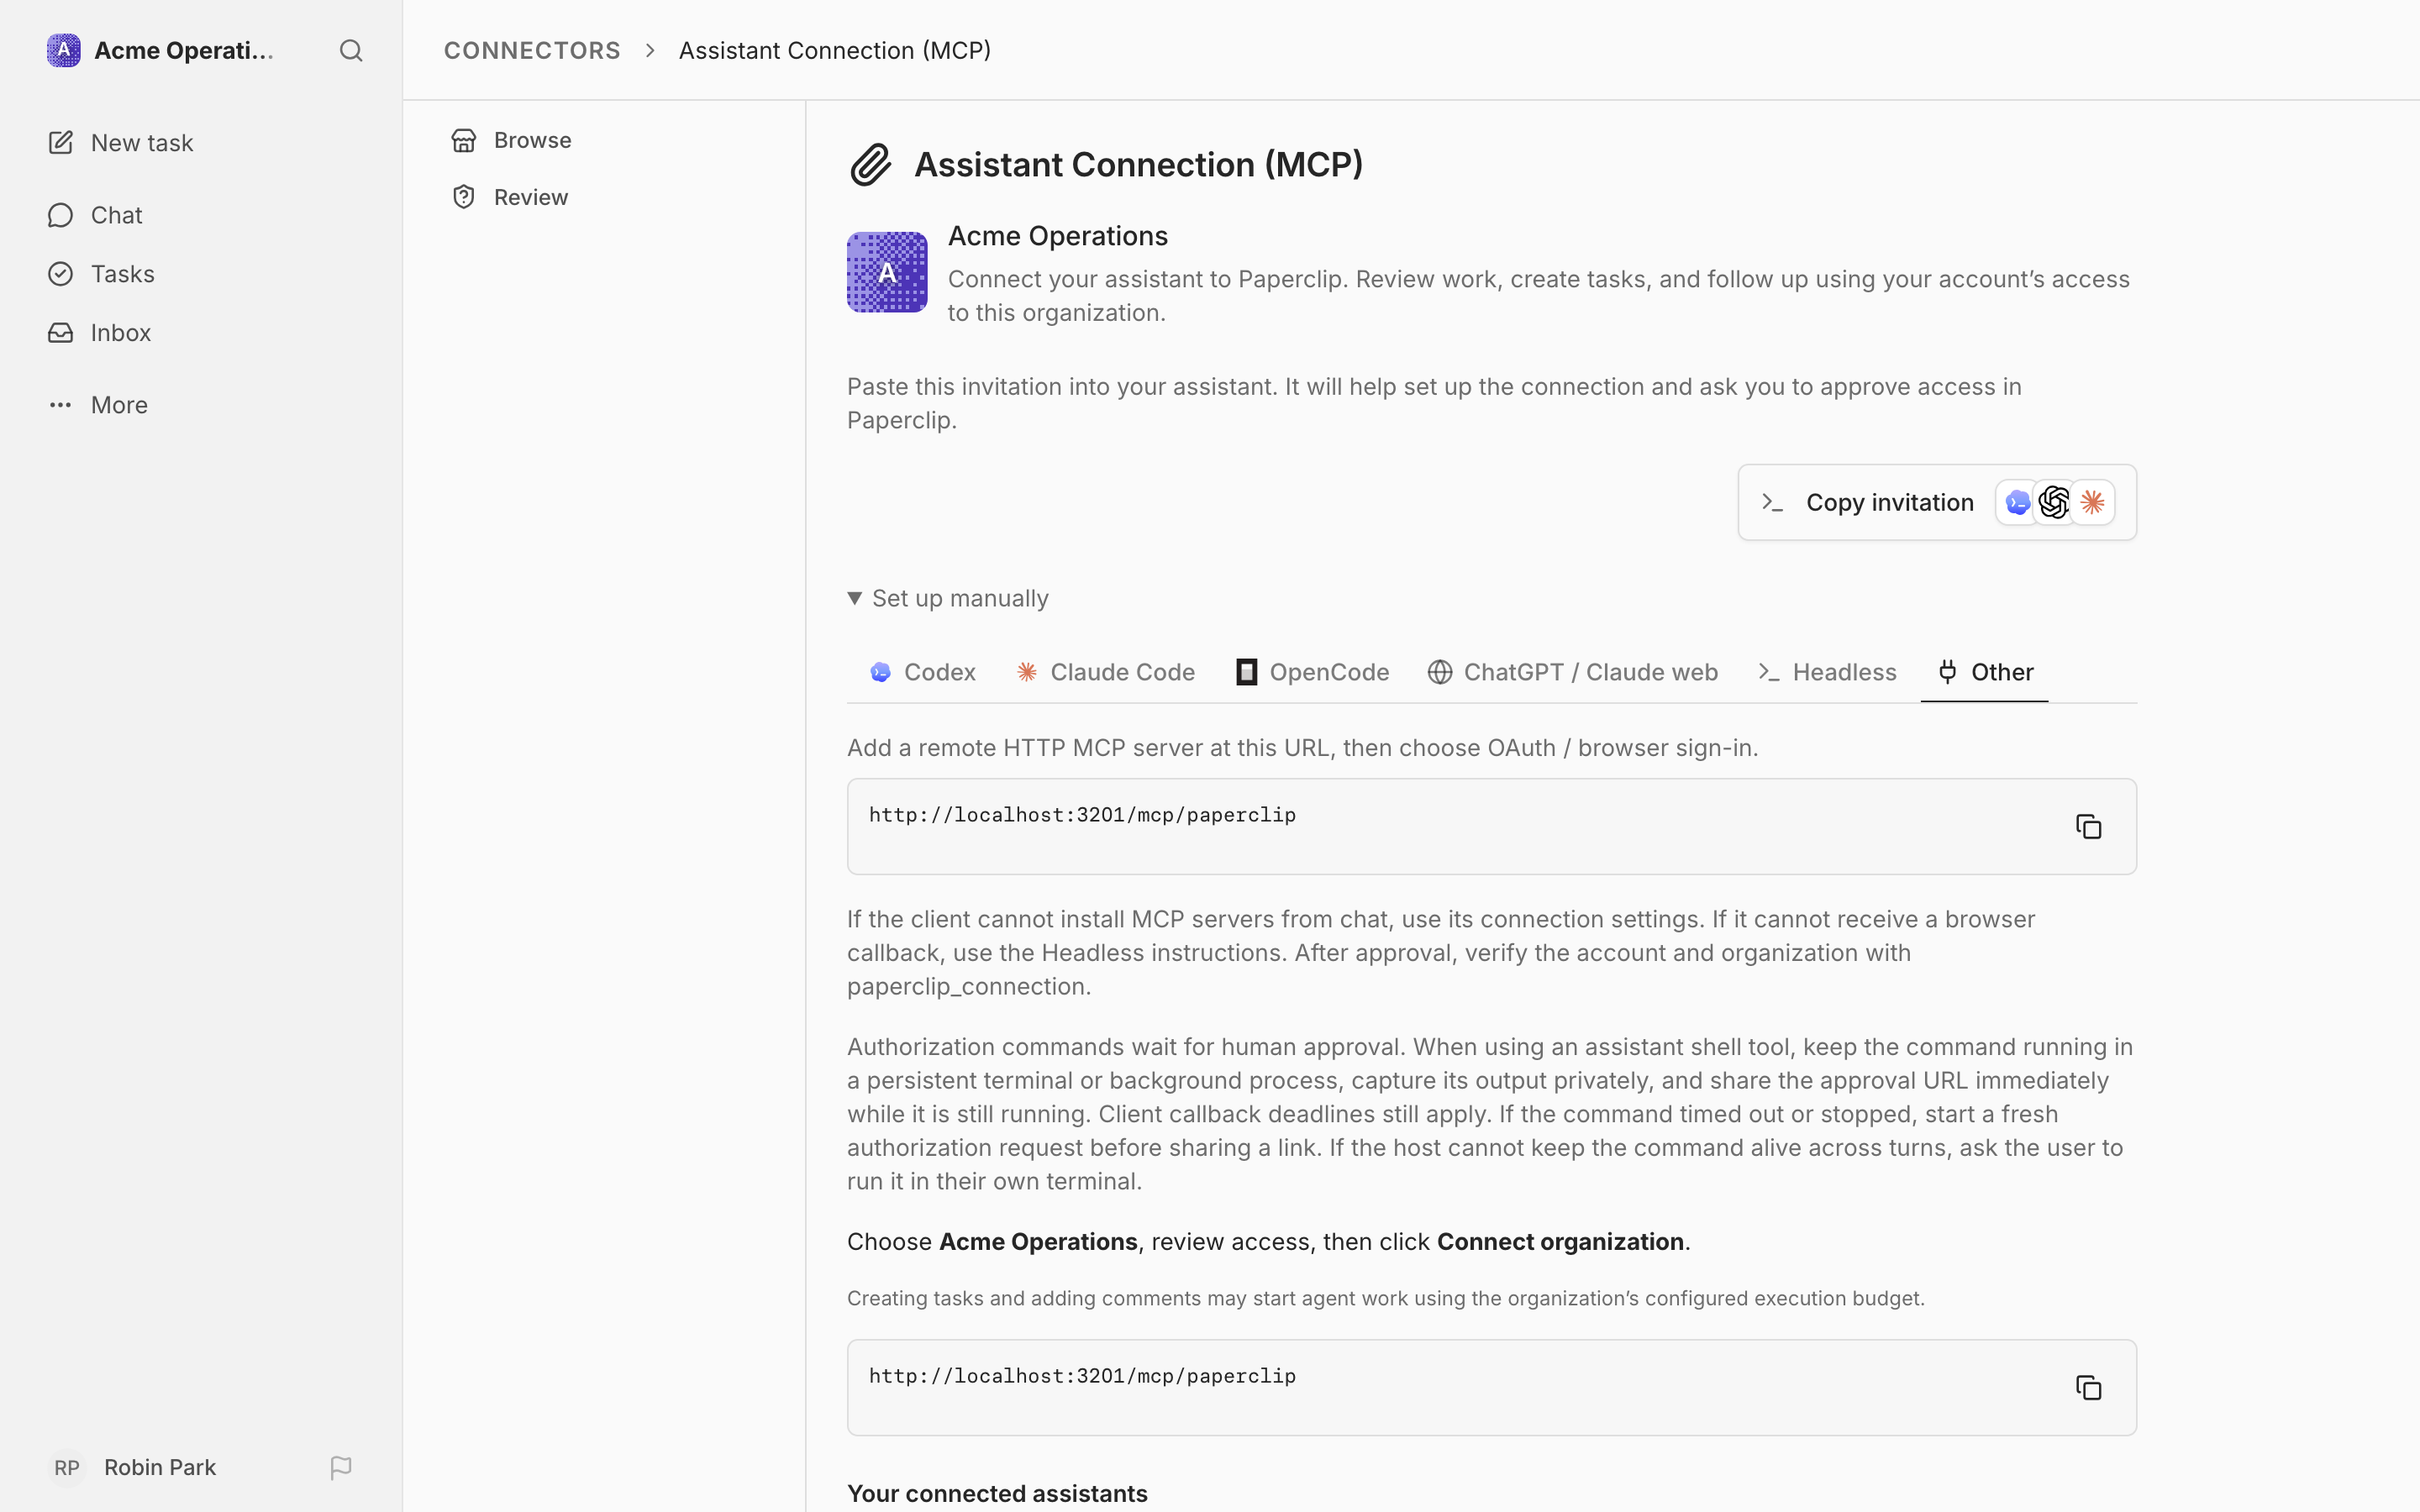 A Acme Operati...
New task
Chat
Tasks
Inbox
More
RP Robin Park
CONNECTORS > Assistant Connection (MCP)
Browse
Review
Assistant Connection (MCP)
A
Acme Operations
Connect your assistant to Paperclip. Review work, create tasks, and follow up using your account’s access
to this organization.
Paste this invitation into your assistant. It will help set up the connection and ask you to approve access in
Paperclip.
Copy invitation
Set up manually
Codex Claude Code OpenCode ChatGPT / Claude web Headless Other
Add a remote HTTP MCP server at this URL, then choose OAuth / browser sign-in.
http://localhost:3201/mcp/paperclip
If the client cannot install MCP servers from chat, use its connection settings. If it cannot receive a browser
callback, use the Headless instructions. After approval, verify the account and organization with
paperclip_connection.
Authorization commands wait for human approval. When using an assistant shell tool, keep the command running in
a persistent terminal or background process, capture its output privately, and share the approval URL immediately
while it is still running. Client callback deadlines still apply. If the command timed out or stopped, start a fresh
authorization request before sharing a link. If the host cannot keep the command alive across turns, ask the user to
run it in their own terminal.
Choose Acme Operations, review access, then click Connect organization.
Creating tasks and adding comments may start agent work using the organization’s configured execution budget.
http://localhost:3201/mcp/paperclip
Your connected assistants